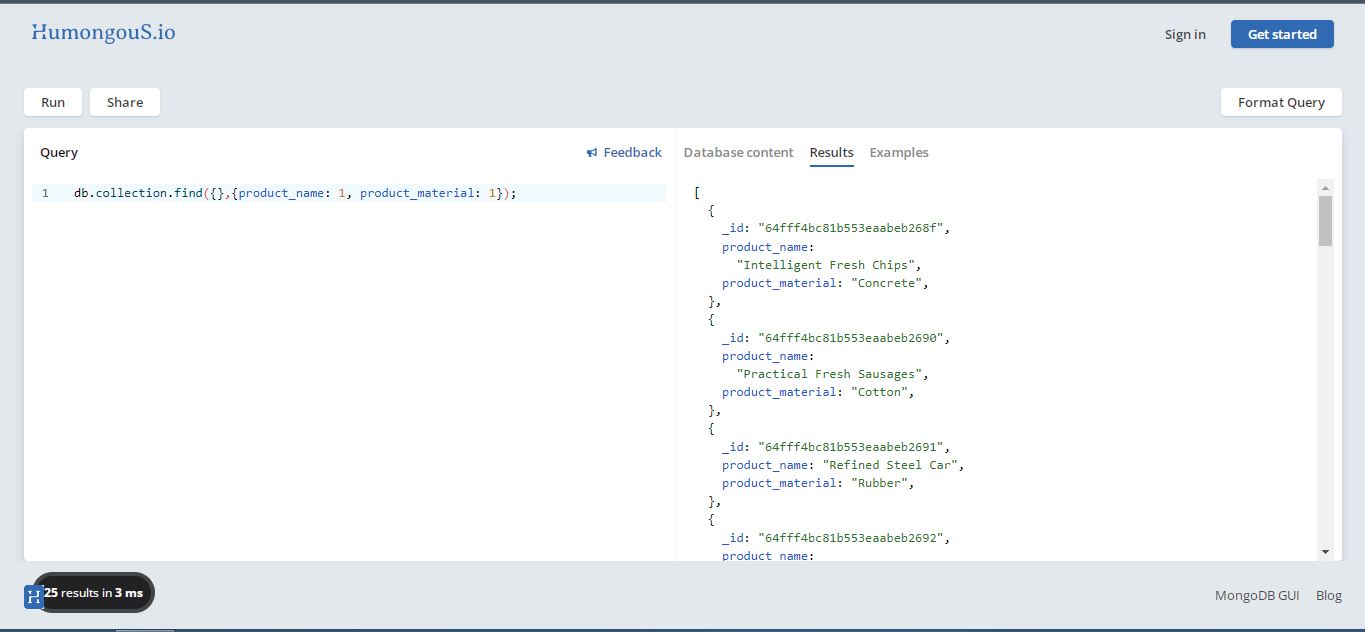 HumongouS.io
Sign in
Get started
Run
Share
Format Query
Query
Feedback
1 db.collection.find({},{product_name: 1, product_material: 1});
Database content
Results
Examples
[
{
_id: "64fff4bc81b553eaabeb268f",
product_name:
"Intelligent Fresh Chips",
product_material: "Concrete",
},
{
_id: "64fff4bc81b553eaabeb2690",
product_name:
"Practical Fresh Sausages",
product_material: "Cotton",
},
{
_id: "64fff4bc81b553eaabeb2691",
product_name: "Refined Steel Car",
product_material: "Rubber",
},
{
_id: "64fff4bc81b553eaabeb2692",
product_name:
H
25 results in 3 ms
MongoDB GUI
Blog